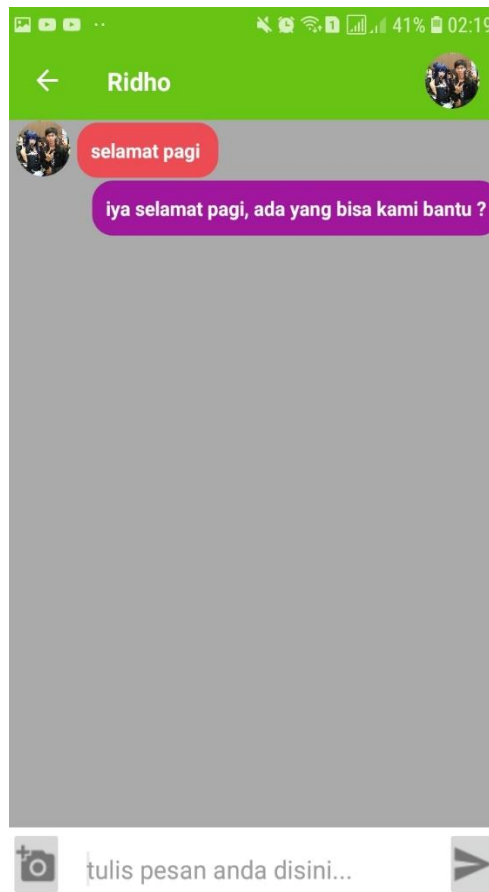 41% 02:19
Ridho
selamat pagi
iya selamat pagi, ada yang bisa kami bantu ?
tulis pesan anda disini...